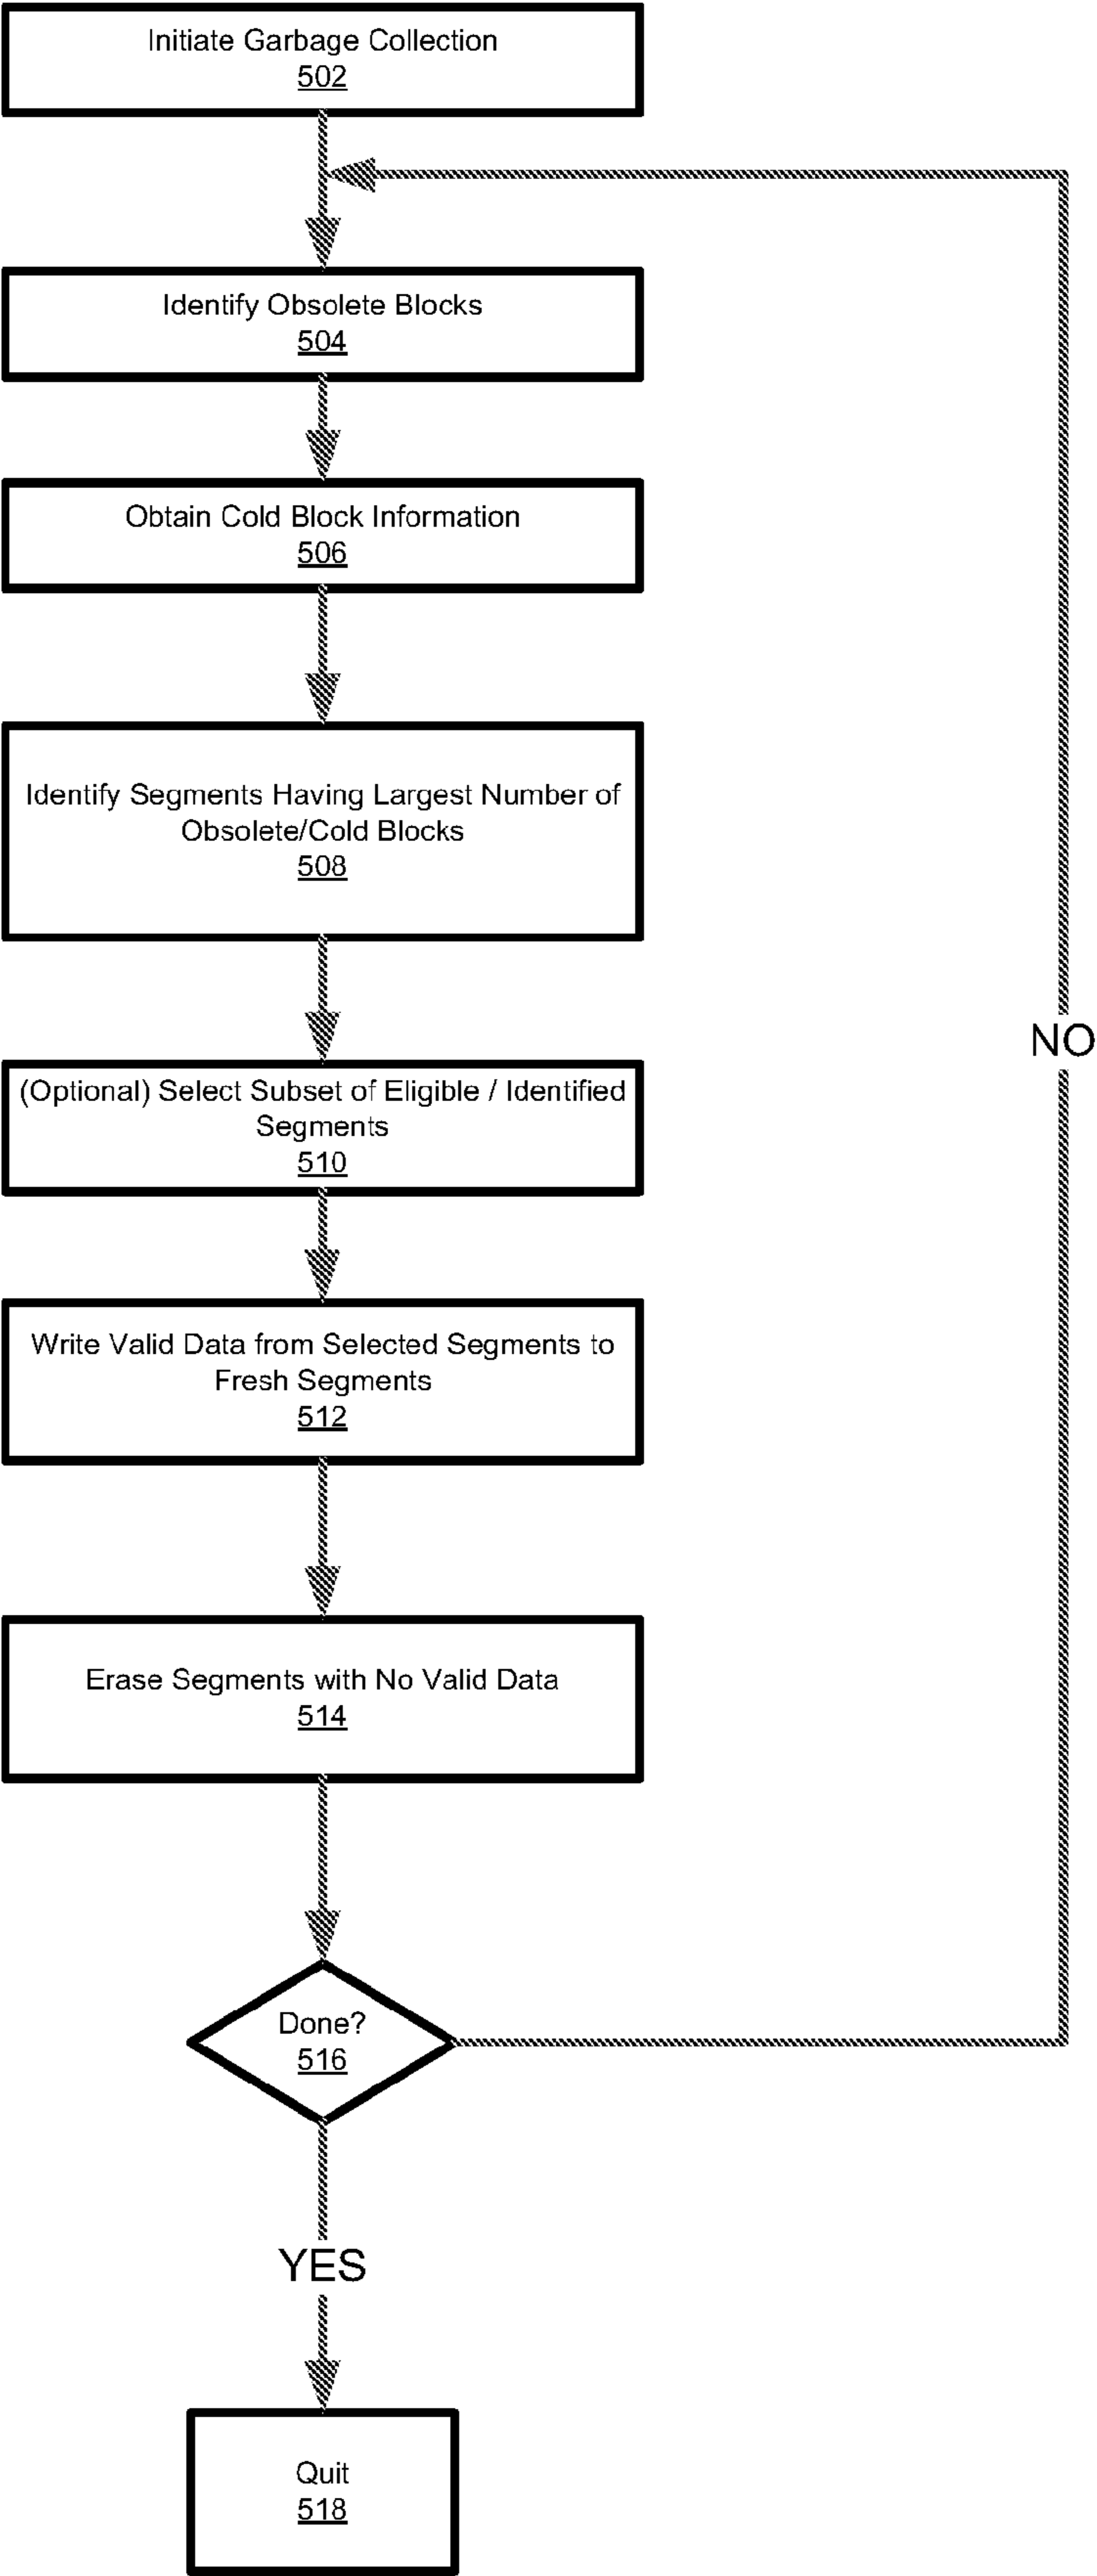 Initiate Garbage Collection
502
Identify Obsolete Blocks
504
Obtain Cold Block Information
506
Identify Segments Having Largest Number of
Obsolete/Cold Blocks
508
NO
(Optional) Select Subset of Eligible / Identified
Segments
510
Write Valid Data from Selected Segments to
Fresh Segments
512
Erase Segments with No Valid Data
514
Done?
516
YES
Quit
518